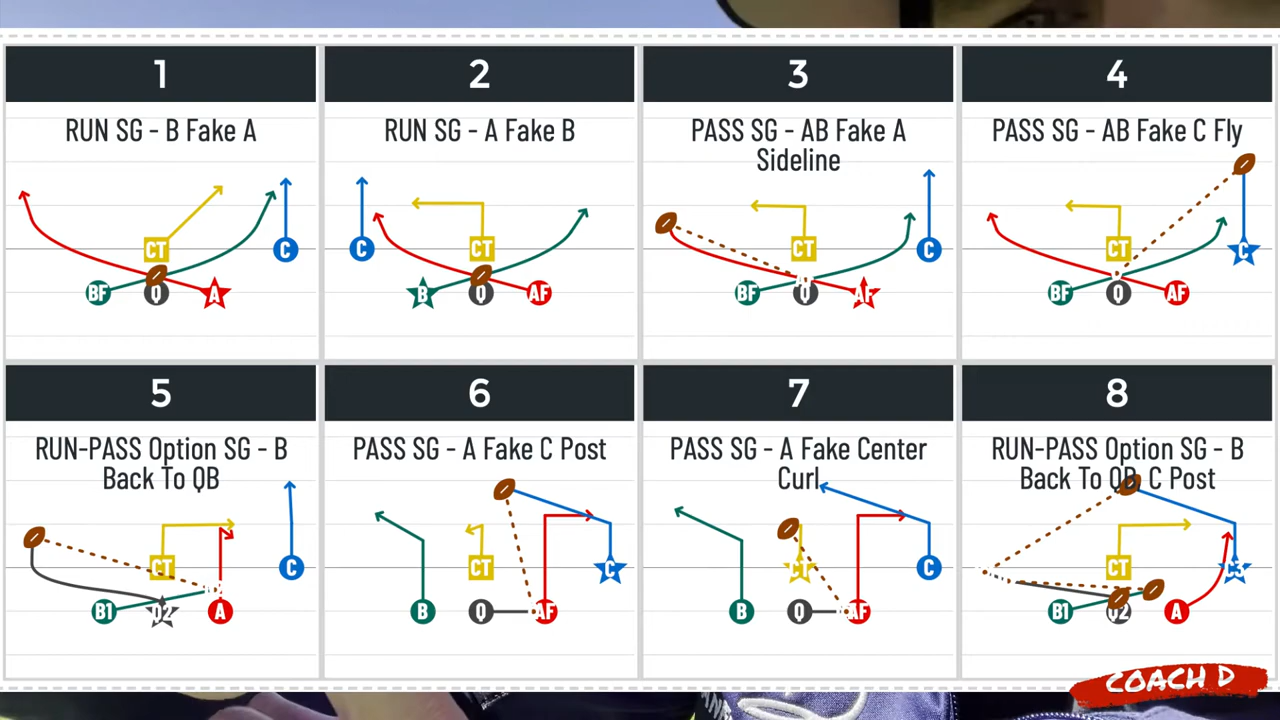 1
RUN SG - B Fake A
CT
C
BF
Q
A
2
RUN SG - A Fake B
C
CT
B
Q
AF
3
PASS SG - AB Fake A
Sideline
CT
C
BF
Q
AF
4
PASS SG - AB Fake C Fly
CT
C
BF
Q
AF
5
RUN-PASS Option SG - B
Back To QB
CT
C
B1
Q2
A
6
PASS SG - A Fake C Post
CT
C
B
Q
AF
7
PASS SG - A Fake Center
Curl
CT
C
B
Q
AF
8
RUN-PASS Option SG - B
Back To QB, C Post
CT
C3
B1
Q2
A
COACH D